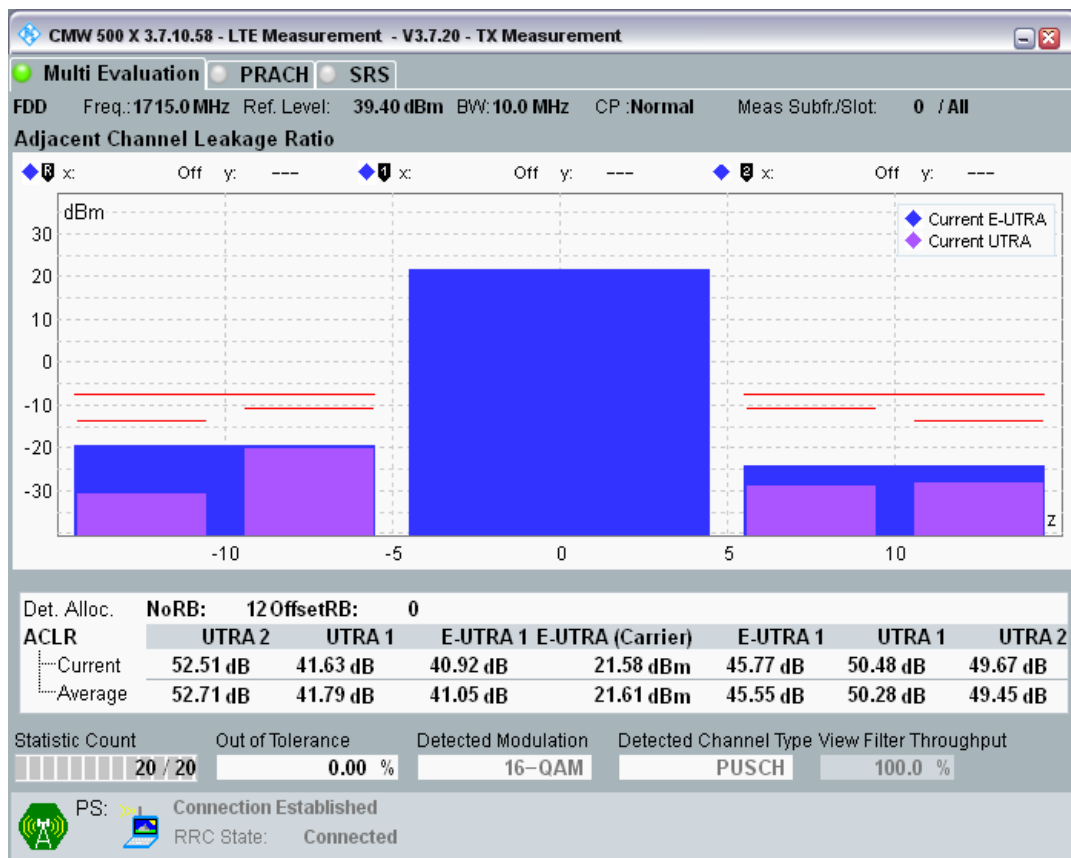 CMW 500 X 3.7.10.58 - LTE Measurement - V3.7.20 - TX Measurement
Multi Evaluation PRACH SRS
FDD Freq.:1715.0 MHz Ref. Level: 39.40 dBm BW:10.0 MHz CP :Normal Meas Subfr./Slot: 0 / All
Adjacent Channel Leakage Ratio
R x: Off y: --- 1 x: Off y: --- 2 x: Off y: ---
dBm
Current E-UTRA
Current UTRA
30
20
10
0
-10
-20
-30
z
-10 -5 0 5 10
Det. Alloc. NoRB: 12 OffsetRB: 0
ACLR UTRA 2 UTRA 1 E-UTRA 1 E-UTRA (Carrier) E-UTRA 1 UTRA 1 UTRA 2
Current 52.51 dB 41.63 dB 40.92 dB 21.58 dBm 45.77 dB 50.48 dB 49.67 dB
Average 52.71 dB 41.79 dB 41.05 dB 21.61 dBm 45.55 dB 50.28 dB 49.45 dB
Statistic Count Out of Tolerance Detected Modulation Detected Channel Type View Filter Throughput
20 / 20 0.00 % 16-QAM PUSCH 100.0 %
PS: Connection Established
RRC State: Connected